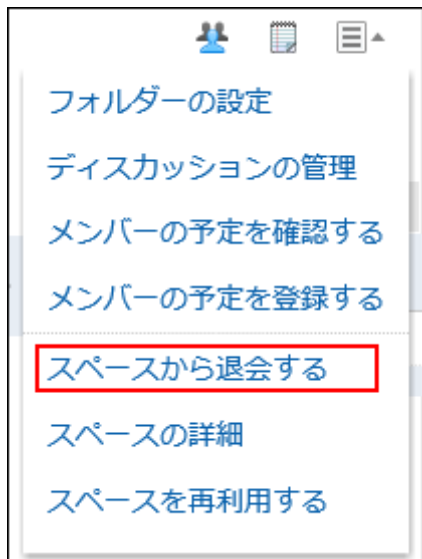 フォルダーの設定
ディスカッションの管理
メンバーの予定を確認する
メンバーの予定を登録する
スペースから退会する
スペースの詳細
スペースを再利用する